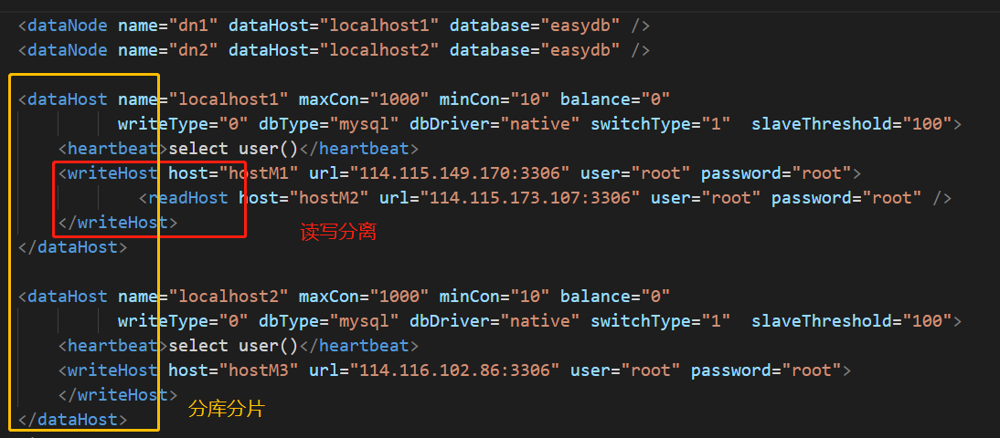 <dataNode name="dn1" dataHost="localhost1" database="easydb" />
<dataNode name="dn2" dataHost="localhost2" database="easydb" />
<dataHost name="localhost1" maxCon="1000" minCon="10" balance="0"
writeType="0" dbType="mysql" dbDriver="native" switchType="1"  slaveThreshold="100">
<heartbeat>select user()</heartbeat>
<writeHost host="hostM1" url="114.115.149.170:3306" user="root" password="root">
<readHost host="hostM2" url="114.115.173.107:3306" user="root" password="root" />
</writeHost>
读写分离
</dataHost>
<dataHost name="localhost2" maxCon="1000" minCon="10" balance="0"
writeType="0" dbType="mysql" dbDriver="native" switchType="1"  slaveThreshold="100">
<heartbeat>select user()</heartbeat>
<writeHost host="hostM3" url="114.116.102.86:3306" user="root" password="root">
</writeHost>
分库分片
</dataHost>